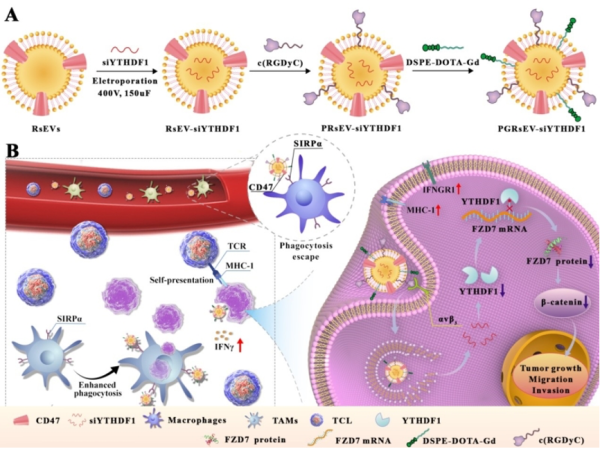 A
siYTHDF1
Eletroporation
400V, 150uF
c(RGDyC)
DSPE-DOTA-Gd
RsEVs
RsEV-siYTHDF1
PRsEV-siYTHDF1
PGRsEV-siYTHDF1
B
SIRPα
CD47
Phagocytosis
escape
TCR
MHC-I
Self-presentation
IFNγ
SIRPα
Enhanced
phagocytosis
IFNGR1
MHC-I
YTHDF1
FZD7 mRNA
FZD7 protein
YTHDF1
β-catenin
αvβ3
Tumor growth
Migration
Invasion
CD47
siYTHDF1
Macrophages
TAMs
TCL
YTHDF1
FZD7 protein
FZD7 mRNA
DSPE-DOTA-Gd
c(RGDyC)